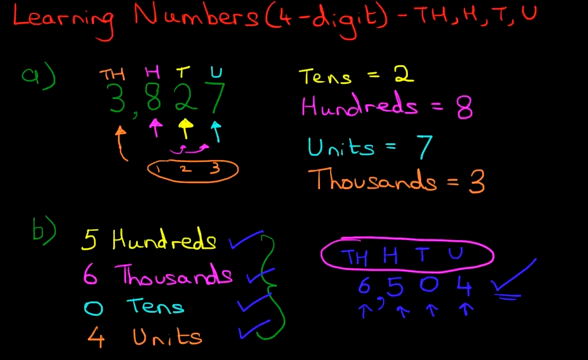 Learning Numbers (4-digit) - TH, H, T, U
a)
TH H T U
3,827
1 2 3
Tens = 2
Hundreds = 8
Units = 7
Thousands = 3
b)
5 Hundreds
6 Thousands
0 Tens
4 Units
TH H T U
6,504